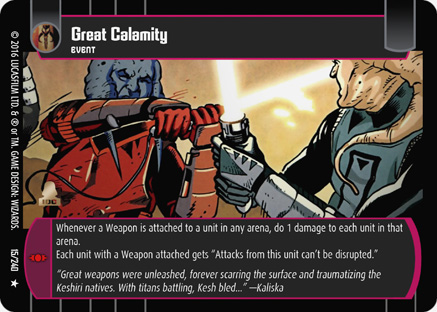 Great Calamity
EVENT
Whenever a Weapon is attached to a unit in any arena, do 1 damage to each unit in that
arena.
Each unit with a Weapon attached gets "Attacks from this unit can't be disrupted."
"Great weapons were unleashed, forever scarring the surface and traumatizing the
Keshiri natives. With titans battling, Kesh bled..." —Kaliska
© 2016 LUCASFILM LTD. & ® or TM. GAME DESIGN, WIZARDS. 15/240 ★